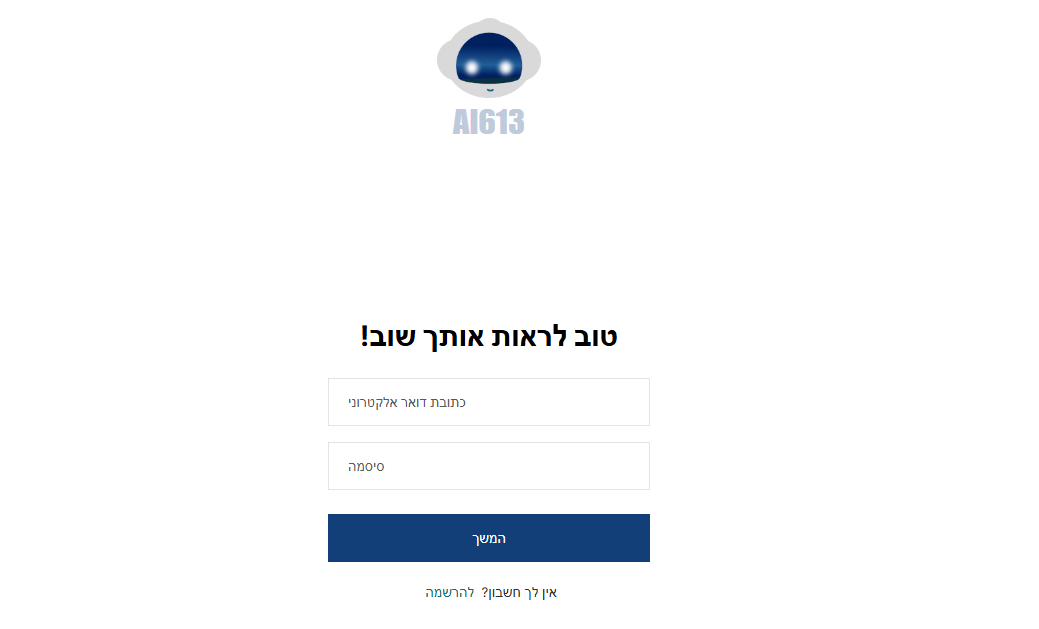 AI613
טוב לראות אותך שוב!
כתובת דואר אלקטרוני
סיסמה
המשך
אין לך חשבון? להרשמה